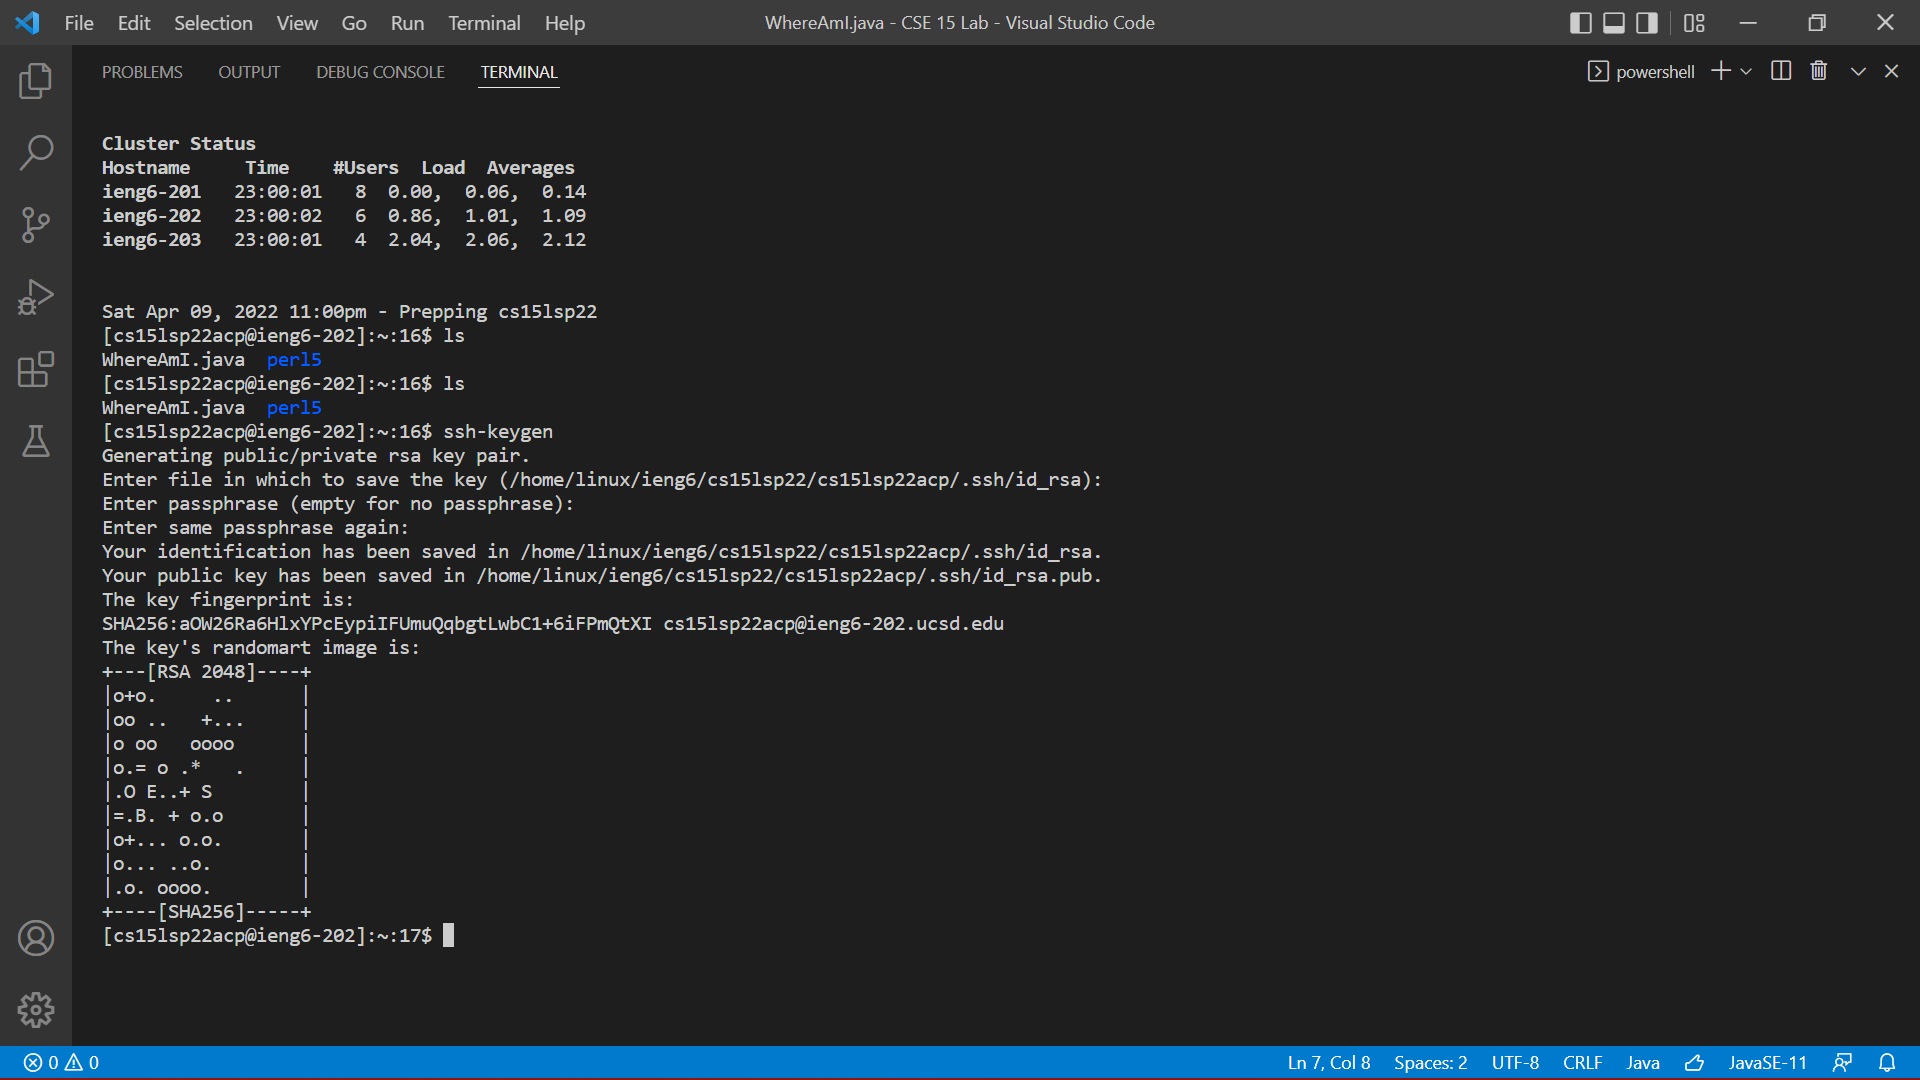 File Edit Selection View Go Run Terminal Help WhereAmI.java - CSE 15 Lab - Visual Studio Code
PROBLEMS OUTPUT DEBUG CONSOLE TERMINAL powershell
Cluster Status
Hostname     Time    #Users  Load  Averages
ieng6-201   23:00:01   8  0.00,  0.06,  0.14
ieng6-202   23:00:02   6  0.86,  1.01,  1.09
ieng6-203   23:00:01   4  2.04,  2.06,  2.12
Sat Apr 09, 2022 11:00pm - Prepping cs15lsp22
[cs15lsp22acp@ieng6-202]:~:16$ ls
WhereAmI.java  perl5
[cs15lsp22acp@ieng6-202]:~:16$ ls
WhereAmI.java  perl5
[cs15lsp22acp@ieng6-202]:~:16$ ssh-keygen
Generating public/private rsa key pair.
Enter file in which to save the key (/home/linux/ieng6/cs15lsp22/cs15lsp22acp/.ssh/id_rsa):
Enter passphrase (empty for no passphrase):
Enter same passphrase again:
Your identification has been saved in /home/linux/ieng6/cs15lsp22/cs15lsp22acp/.ssh/id_rsa.
Your public key has been saved in /home/linux/ieng6/cs15lsp22/cs15lsp22acp/.ssh/id_rsa.pub.
The key fingerprint is:
SHA256:aOW26Ra6HlxYPcEypiIFUmuQqbgtLwbC1+6iFPmQtXI cs15lsp22acp@ieng6-202.ucsd.edu
The key's randomart image is:
+---[RSA 2048]----+
|o+o.     ..      |
|oo ..   +...     |
|o oo   oooo      |
|o.= o .*   .     |
|.O E..+ S        |
|=.B. + o.o       |
|o+... o.o.       |
|o... ..o.        |
|.o. oooo.        |
+----[SHA256]-----+
[cs15lsp22acp@ieng6-202]:~:17$
0 0 Ln 7, Col 8 Spaces: 2 UTF-8 CRLF Java JavaSE-11